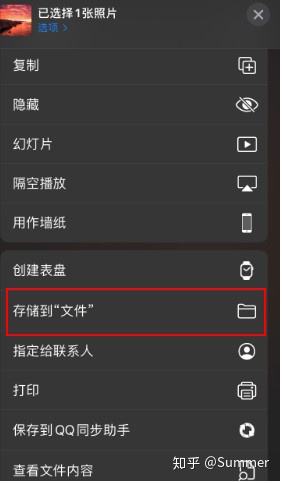 已选择1张照片
选项 >
复制
隐藏
幻灯片
隔空播放
用作墙纸
创建表盘
存储到“文件”
指定给联系人
打印
保存到QQ同步助手
查看文件内容
知乎 @Summer